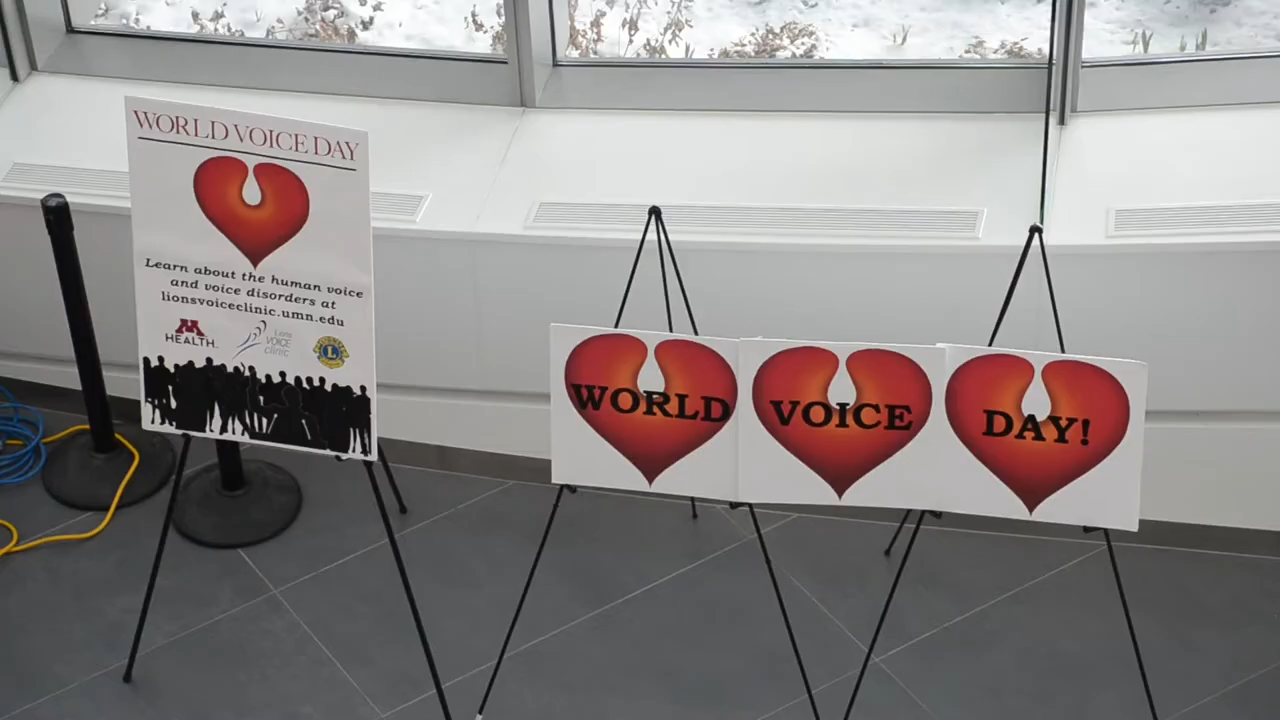 WORLD VOICE DAY
Learn about the human voice
and voice disorders at
lionsvoiceclinic.umn.edu
M
HEALTH
Lions
VOICE
clinic
L
WORLD
VOICE
DAY!